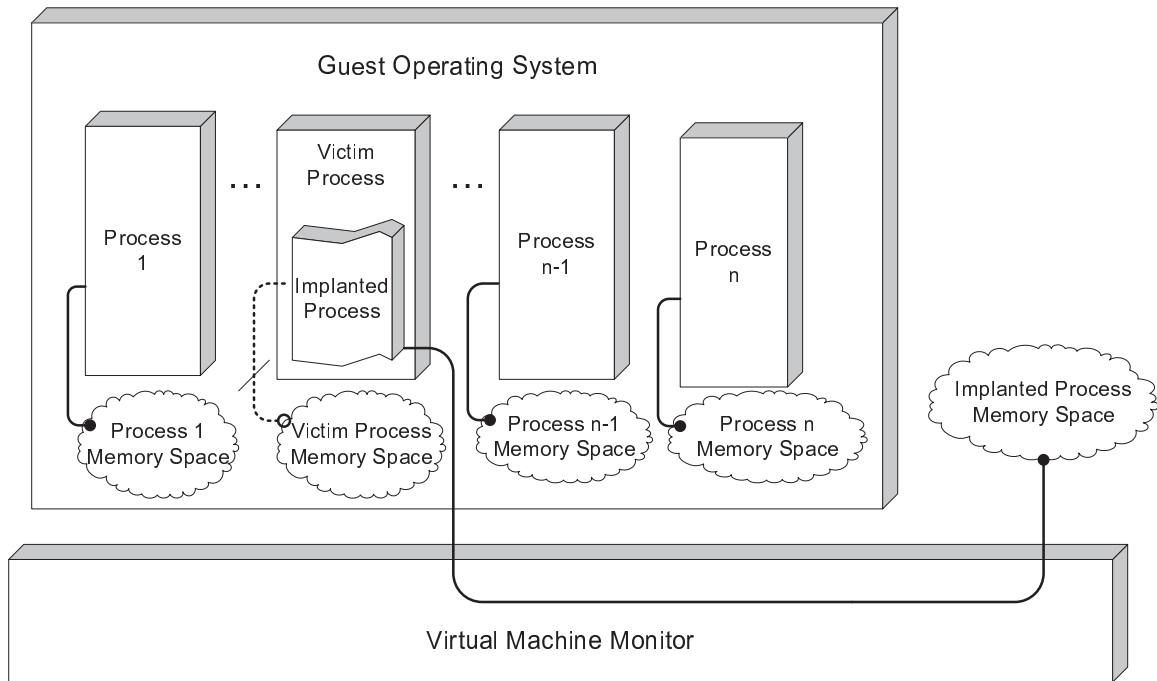 Guest Operating System
Process
1
...
Victim
Process
Implanted
Process
...
Process
n-1
Process
n
Process 1
Memory Space
Victim Process
Memory Space
Process n-1
Memory Space
Process n
Memory Space
Implanted Process
Memory Space
Virtual Machine Monitor